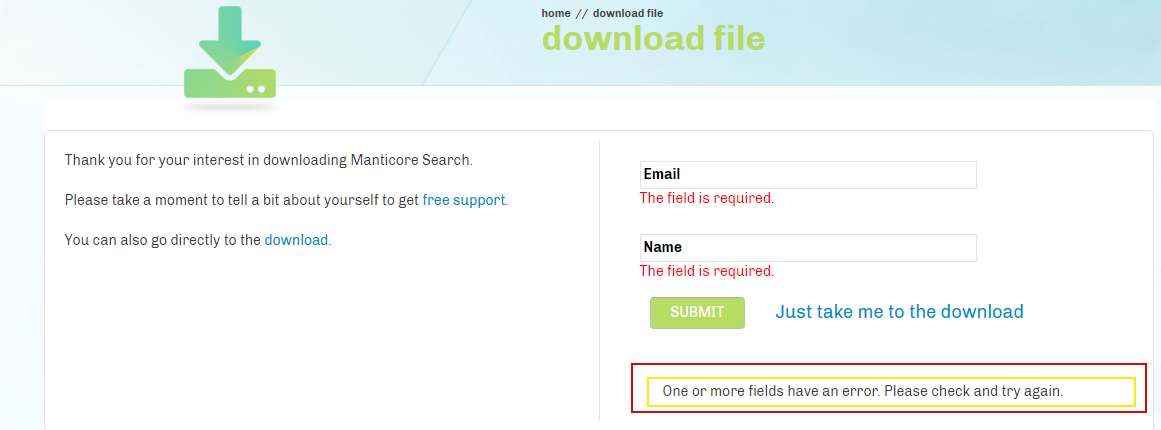 home // download file
download file
Thank you for your interest in downloading Manticore Search.
Please take a moment to tell a bit about yourself to get free support.
You can also go directly to the download.
Email
The field is required.
Name
The field is required.
SUBMIT Just take me to the download
One or more fields have an error. Please check and try again.